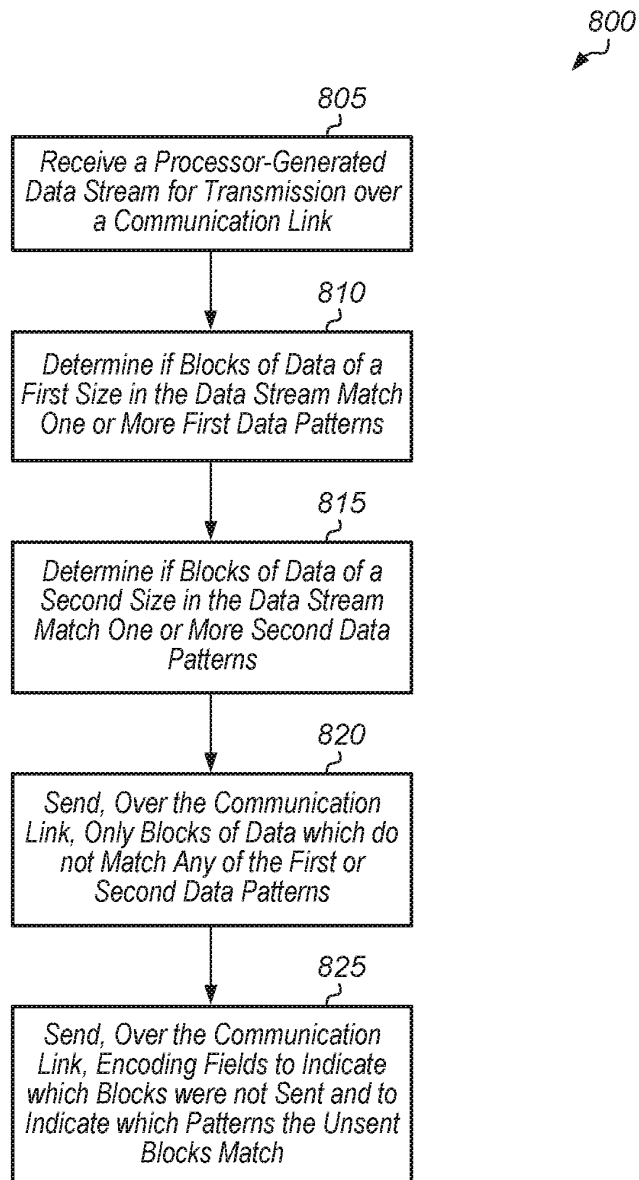 800
805
Receive a Processor-Generated
Data Stream for Transmission over
a Communication Link
810
Determine if Blocks of Data of a
First Size in the Data Stream Match
One or More First Data Patterns
815
Determine if Blocks of Data of a
Second Size in the Data Stream
Match One or More Second Data
Patterns
820
Send, Over the Communication
Link, Only Blocks of Data which do
not Match Any of the First or
Second Data Patterns
825
Send, Over the Communication
Link, Encoding Fields to Indicate
which Blocks were not Sent and to
Indicate which Patterns the Unsent
Blocks Match